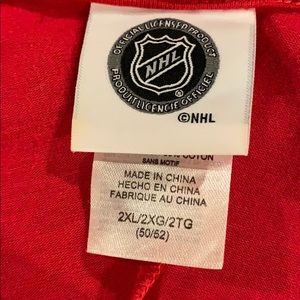 OFFICIAL LICENSED PRODUCT
NHL
PRODUIT LICENCIÉ OFFICIEL
©NHL
SANS MOTIF
MADE IN CHINA
HECHO EN CHINA
FABRIQUE AU CHINA
2XL/2XG/2TG
(50/52)